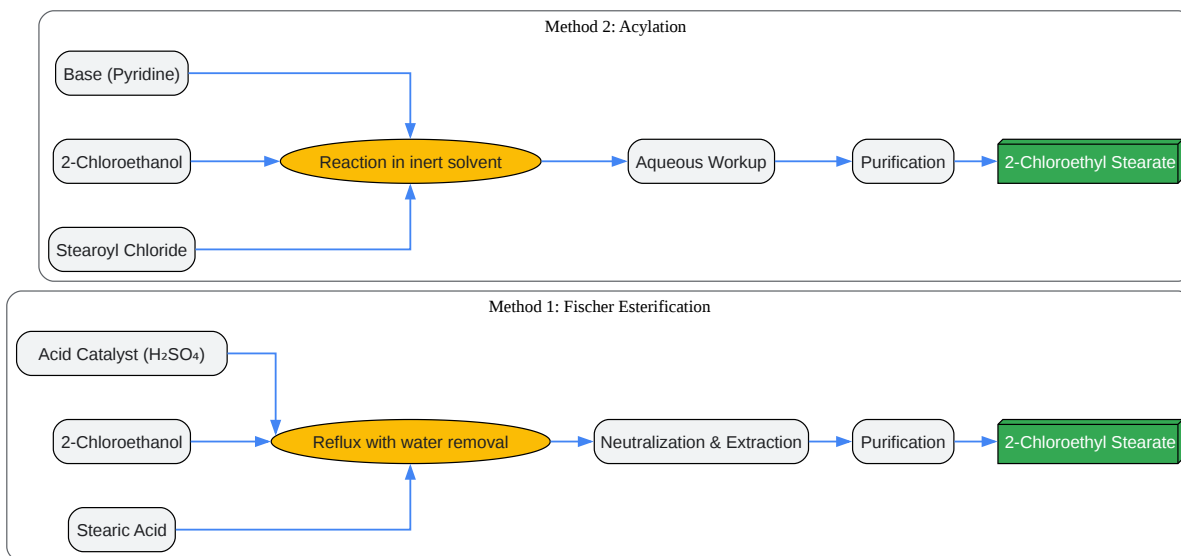 Method 2: Acylation
Base (Pyridine)
2-Chloroethanol
Reaction in inert solvent
Aqueous Workup
Purification
2-Chloroethyl Stearate
Stearoyl Chloride
Method 1: Fischer Esterification
Acid Catalyst (H₂SO₄)
2-Chloroethanol
Reflux with water removal
Neutralization & Extraction
Purification
2-Chloroethyl Stearate
Stearic Acid